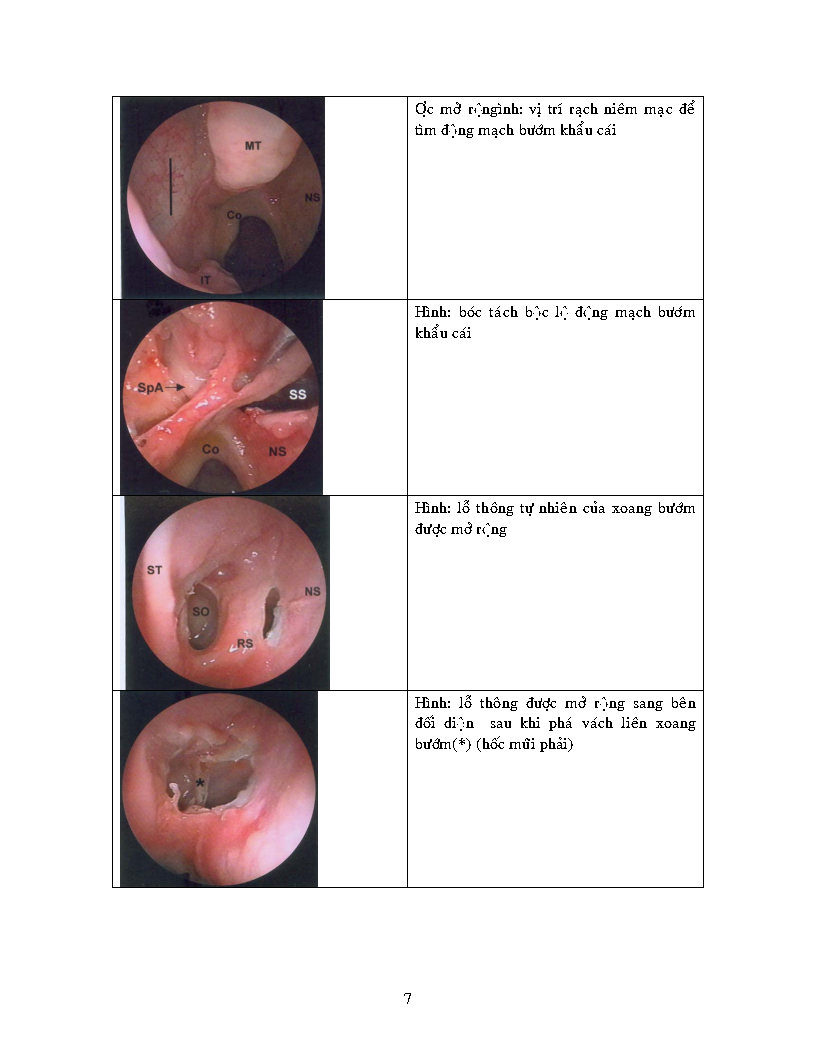 Ợc mở rộngình: vị trí rạch niêm mạc để
tìm động mạch bướm khẩu cái
MT
NS
Co
IT
Hình: bóc tách bộc lộ động mạch bướm
khẩu cái
SpA
SS
Co
NS
Hình: lỗ thông tự nhiên của xoang bướm
được mở rộng
ST
NS
SO
RS
Hình: lỗ thông được mở rộng sang bên
đối diện sau khi phá vách liên xoang
bướm(*) (hốc mũi phải)
*
7